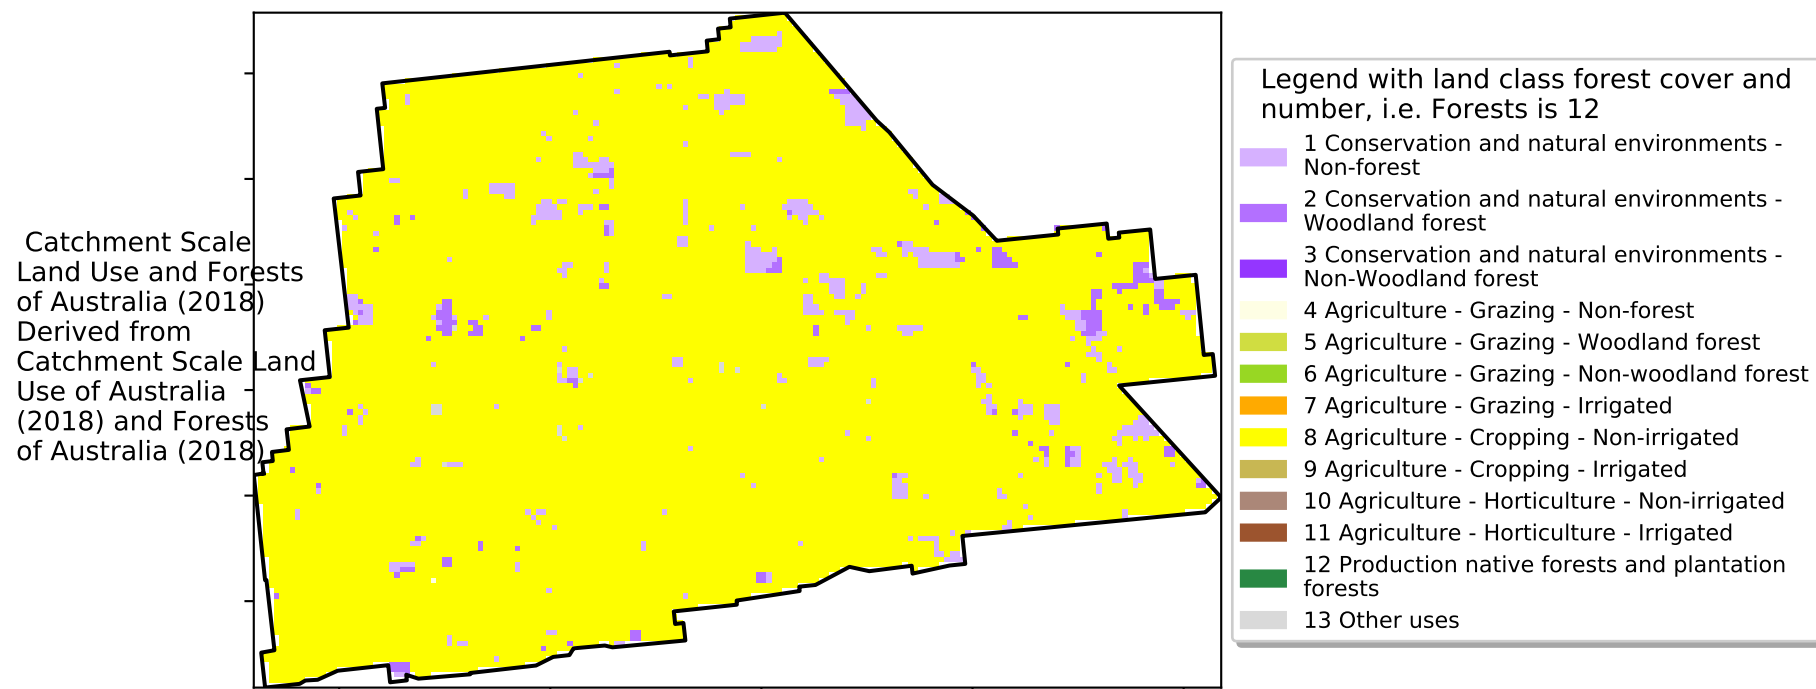 Catchment Scale
Land Use and Forests
of Australia (2018)
Derived from
Catchment Scale Land
Use of Australia
(2018) and Forests
of Australia (2018)
Legend with land class forest cover and
number, i.e. Forests is 12
1 Conservation and natural environments -
Non-forest
2 Conservation and natural environments -
Woodland forest
3 Conservation and natural environments -
Non-Woodland forest
4 Agriculture - Grazing - Non-forest
5 Agriculture - Grazing - Woodland forest
6 Agriculture - Grazing - Non-woodland forest
7 Agriculture - Grazing - Irrigated
8 Agriculture - Cropping - Non-irrigated
9 Agriculture - Cropping - Irrigated
10 Agriculture - Horticulture - Non-irrigated
11 Agriculture - Horticulture - Irrigated
12 Production native forests and plantation
forests
13 Other uses